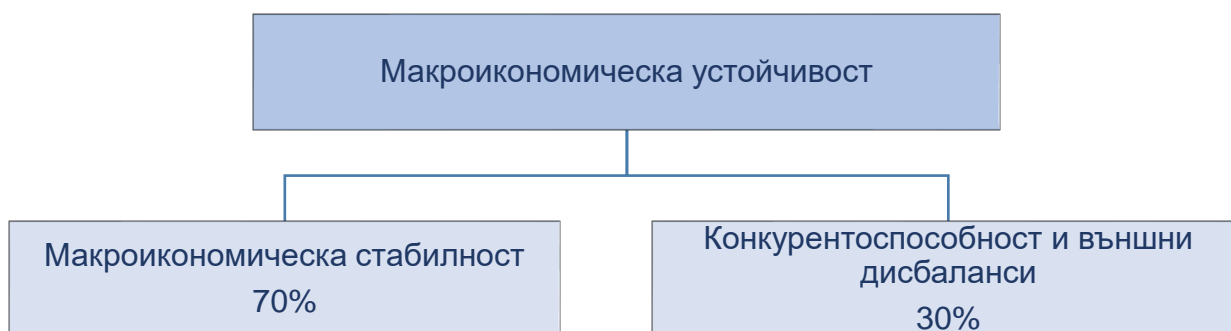 Макроикономическа устойчивост
Макроикономическа стабилност
70%
Конкурентоспособност и външни
дисбаланси
30%